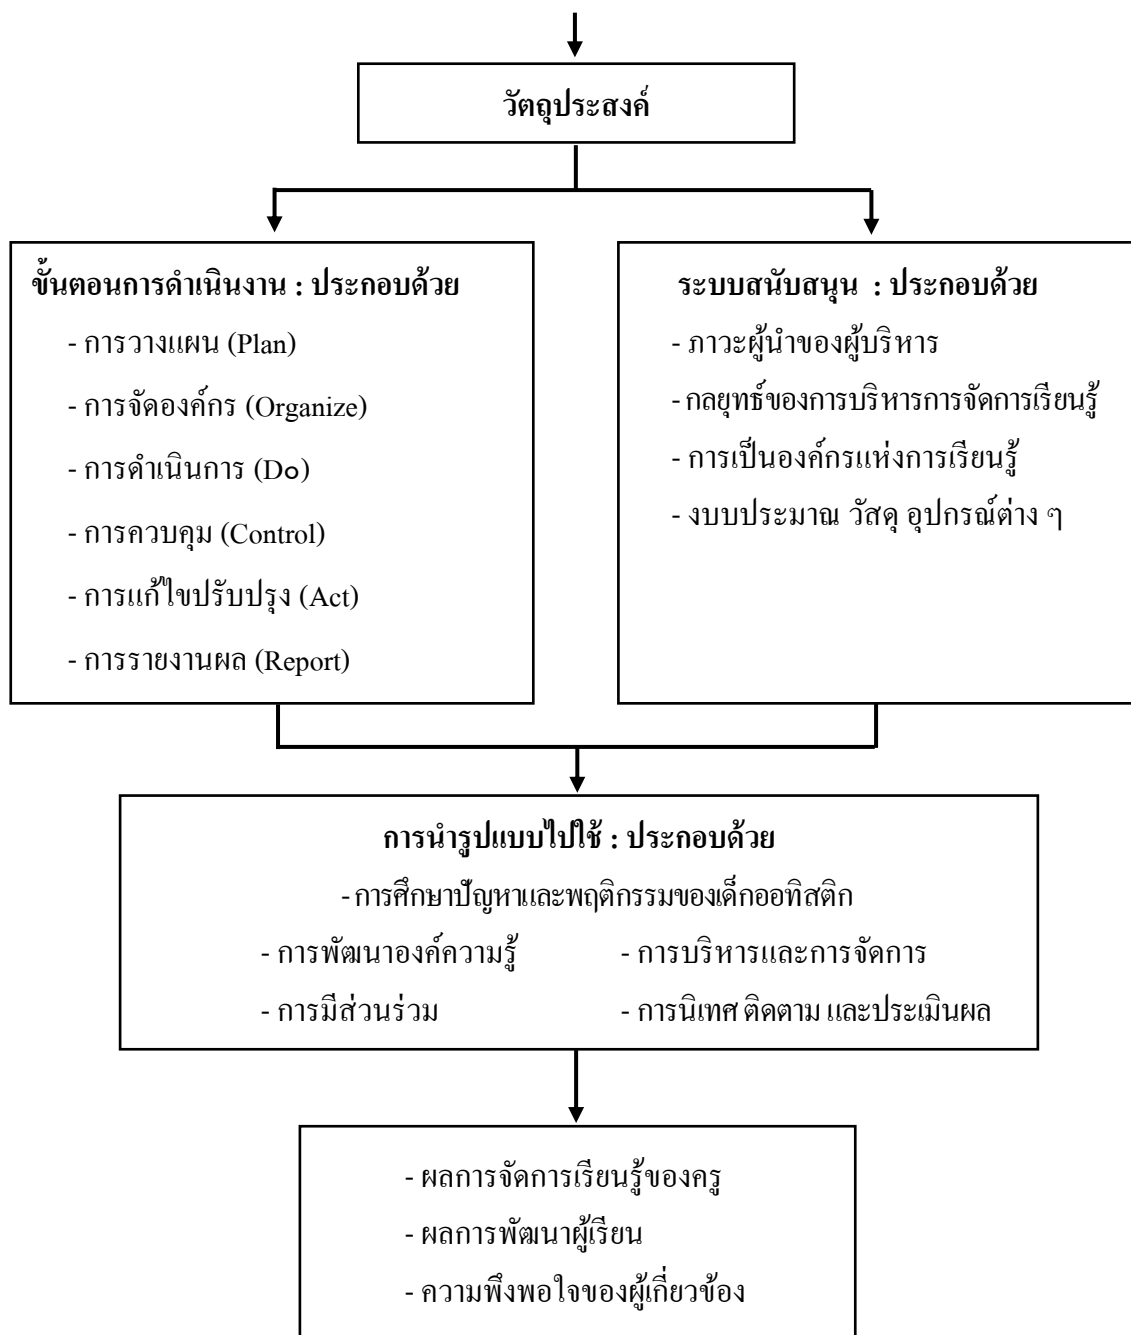 วัตถุประสงค์
ขั้นตอนการดำเนินงาน : ประกอบด้วย
- การวางแผน (Plan)
- การจัดองค์กร (Organize)
- การดำเนินการ (Do)
- การควบคุม (Control)
- การแก้ไขปรับปรุง (Act)
- การรายงานผล (Report)
ระบบสนับสนุน : ประกอบด้วย
- ภาวะผู้นำของผู้บริหาร
- กลยุทธ์ของการบริหารการจัดการเรียนรู้
- การเป็นองค์กรแห่งการเรียนรู้
- งบบประมาณ วัสดุ อุปกรณ์ต่าง ๆ
การนำรูปแบบไปใช้ : ประกอบด้วย
- การศึกษาปัญหาและพฤติกรรมของเด็กออทิสติก
- การพัฒนาองค์ความรู้
- การบริหารและการจัดการ
- การมีส่วนร่วม
- การนิเทศ ติดตาม และประเมินผล
- ผลการจัดการเรียนรู้ของครู
- ผลการพัฒนาผู้เรียน
- ความพึงพอใจของผู้เกี่ยวข้อง